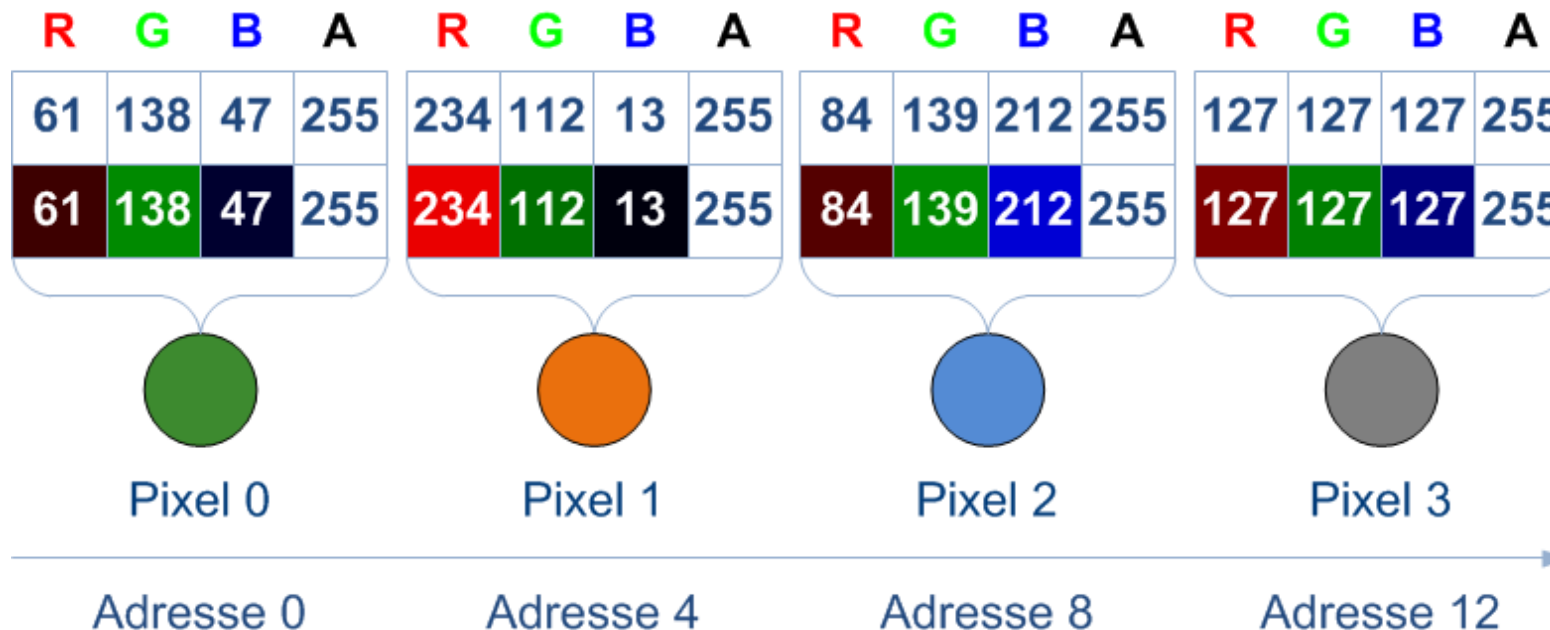 R G B A R G B A R G B A R G B A
61 138 47 255 234 112 13 255 84 139 212 255 127 127 127 255
61 138 47 255 234 112 13 255 84 139 212 255 127 127 127 255
Pixel 0 Pixel 1 Pixel 2 Pixel 3
Adresse 0 Adresse 4 Adresse 8 Adresse 12